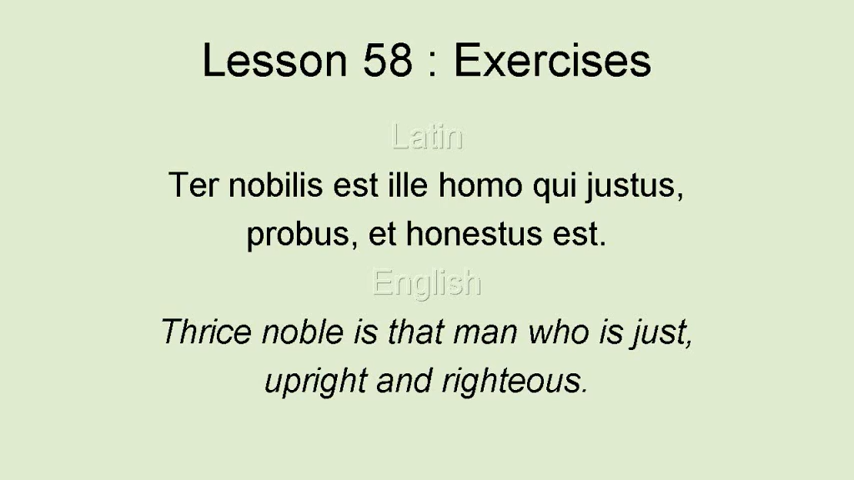 Lesson 58 : Exercises
Latin
Ter nobilis est ille homo qui justus,
probus, et honestus est.
English
Thrice noble is that man who is just,
upright and righteous.